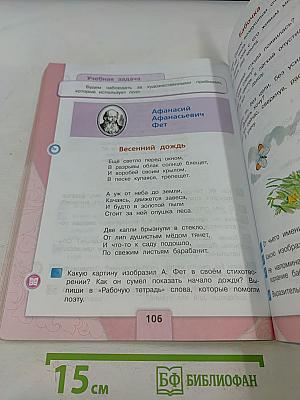 Учебная задача
Будем наблюдать за художественными приёмами,
которые использует поэт.
Афанасий
Афанасьевич
Фет
Весенний дождь
Ещё светло перед окном,
В разрывы облак солнце блещет,
И воробей своим крылом,
В песке купаяся, трепещет.
А уж от неба до земли,
Качаясь, движется завеса,
И будто в золотой пыли
Стоит за ней опушка леса.
Две капли брызнули в стекло,
От лип душистым мёдом тянет,
И что-то к саду подошло,
По свежим листьям барабанит.
Какую картину изобразил А. Фет в своём стихотво-
рении? Как он сумел показать начало дождя? Вы-
пиши в «Рабочую тетрадь» слова, которые помогли
поэту.
106
Бабочка
15 см
БФ БИБЛИОФАН